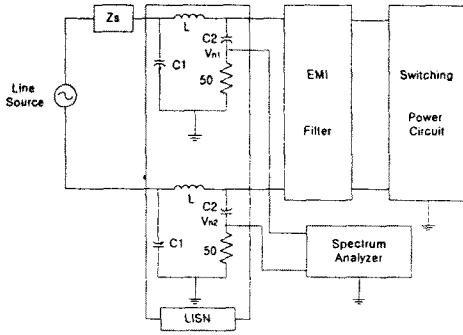 Zs
L
C2
Vn1
C1
50
EMI
Filter
Switching
Power
Circuit
Line
Source
L
C2
Vn2
C1
50
Spectrum
Analyzer
LISN